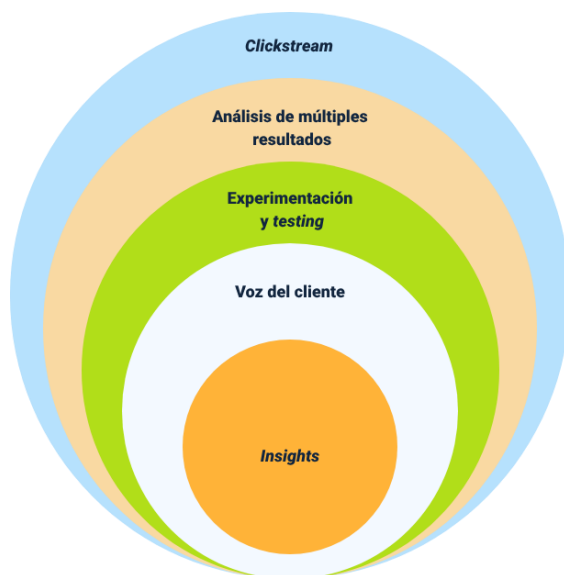 Clickstream
Análisis de múltiples
resultados
Experimentación
y testing
Voz del cliente
Insights